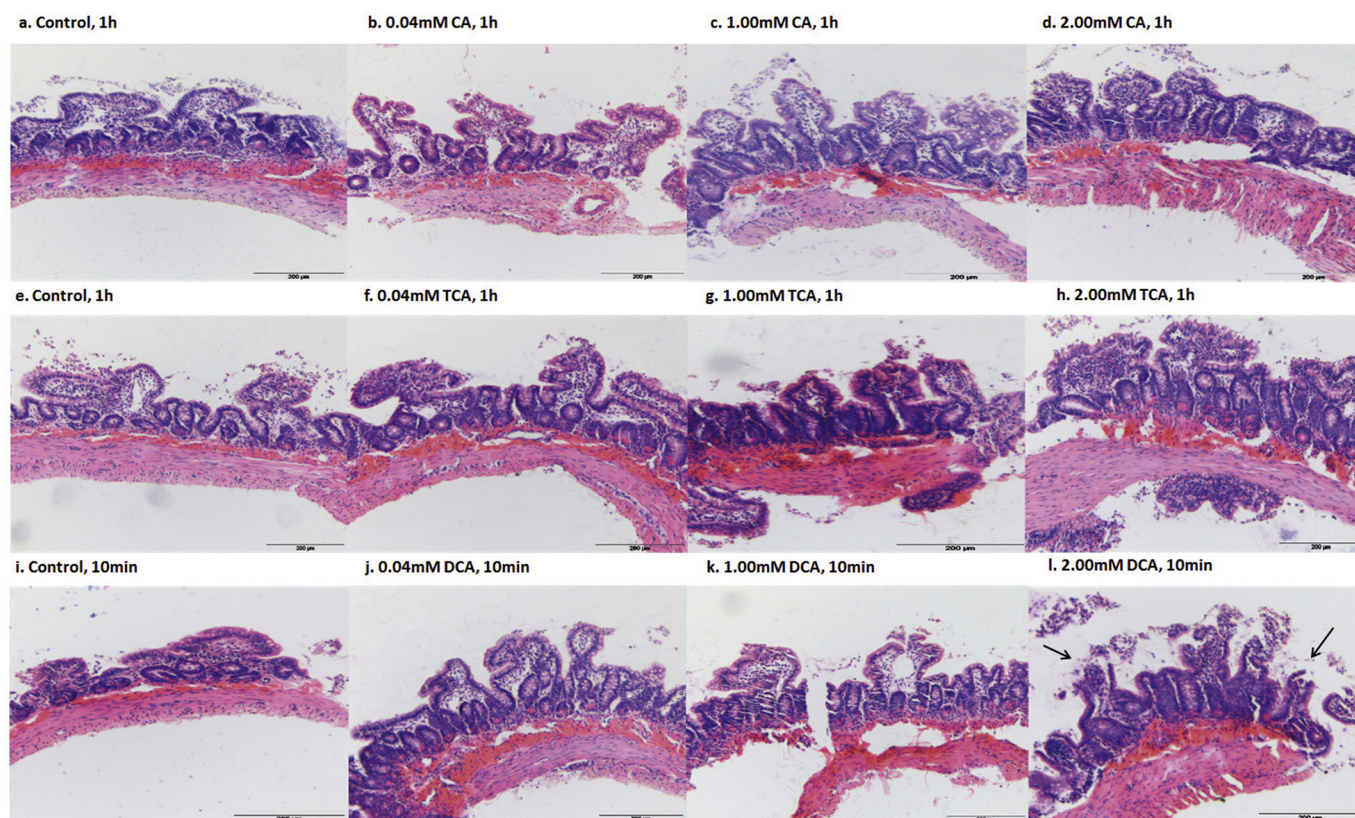 a. Control, 1h
b. 0.04mM CA, 1h
c. 1.00mM CA, 1h
d. 2.00mM CA, 1h
200 µm
200 µm
200 µm
200 µm
e. Control, 1h
f. 0.04mM TCA, 1h
g. 1.00mM TCA, 1h
h. 2.00mM TCA, 1h
200 µm
200 µm
200 µm
200 µm
i. Control, 10min
j. 0.04mM DCA, 10min
k. 1.00mM DCA, 10min
l. 2.00mM DCA, 10min
200 µm